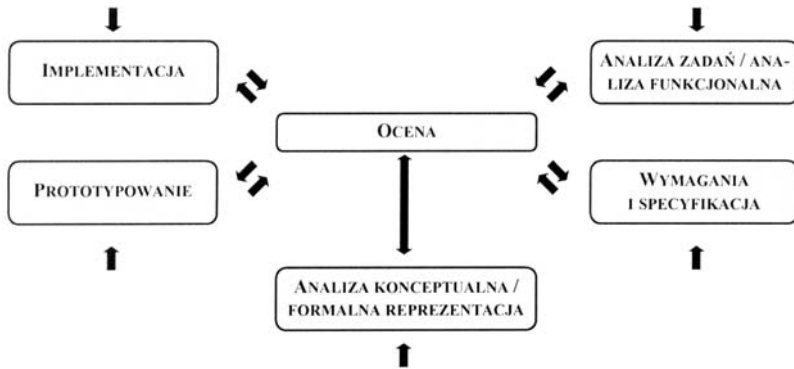 IMPLEMENTACJA
ANALIZA ZADAŃ / ANA-
LIZA FUNKCJONALNA
OCENA
PROTOTYPOWANIE
WYMAGANIA
I SPECYFIKACJA
ANALIZA KONCEPTUALNA /
FORMALNA REPREZENTACJA